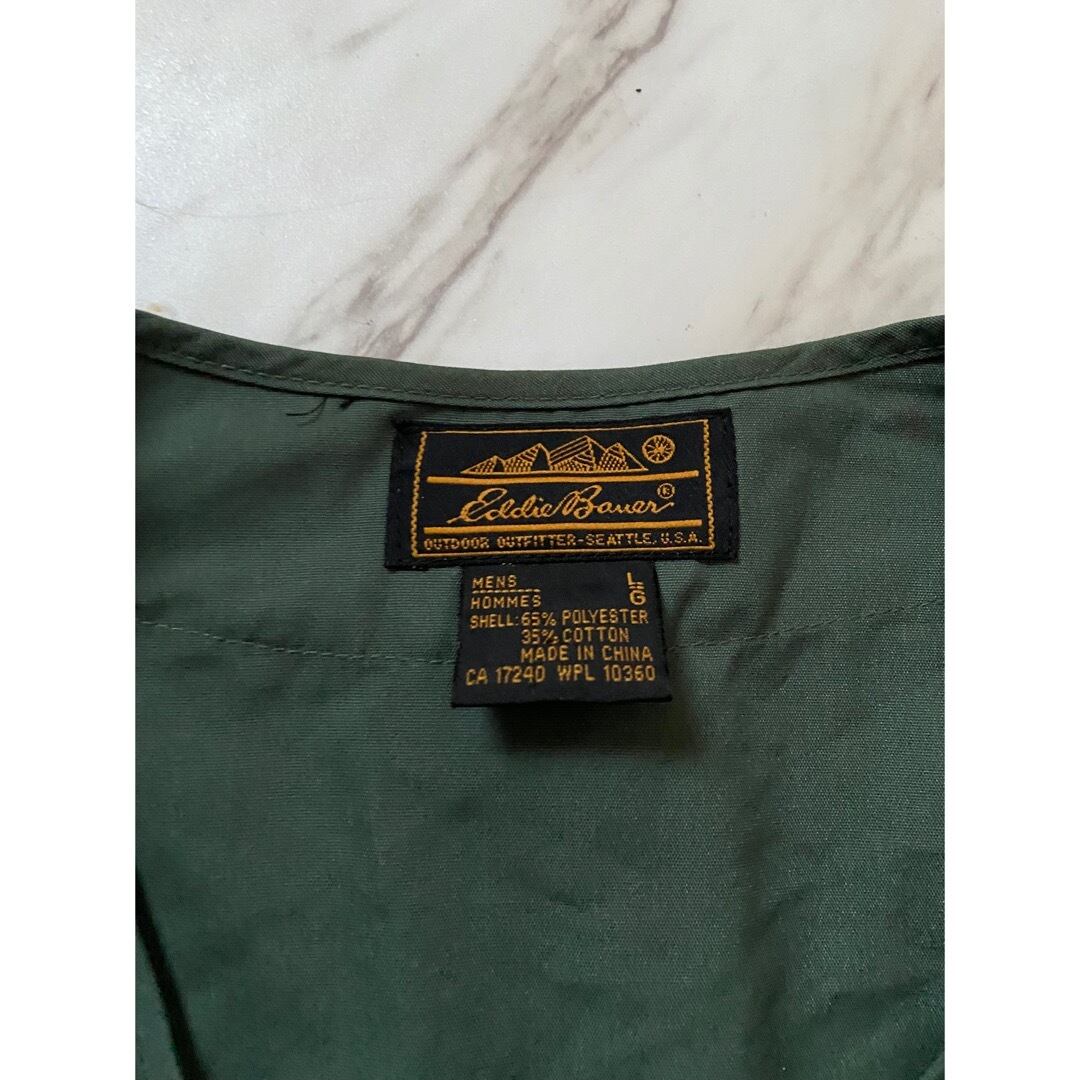 Eddie Bauer®
OUTDOOR OUTFITTER-SEATTLE, U.S.A.
MENS L
HOMMES G
SHELL: 65% POLYESTER
35% COTTON
MADE IN CHINA
CA 17240 WPL 10360